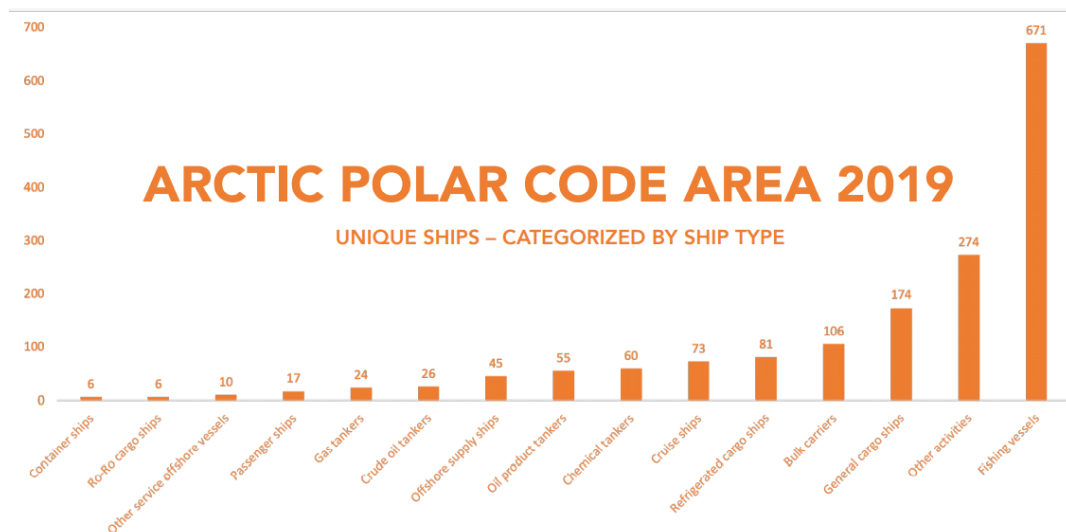 700
600
500
400
300
200
100
0
ARCTIC POLAR CODE AREA 2019
UNIQUE SHIPS – CATEGORIZED BY SHIP TYPE
6
6
10
17
24
26
45
55
60
73
81
106
174
274
671
Container ships
Ro-Ro cargo ships
Other service offshore vessels
Passenger ships
Gas tankers
Crude oil tankers
Offshore supply ships
Oil product tankers
Chemical tankers
Cruise ships
Refrigerated cargo ships
Bulk carriers
General cargo ships
Other activities
Fishing vessels